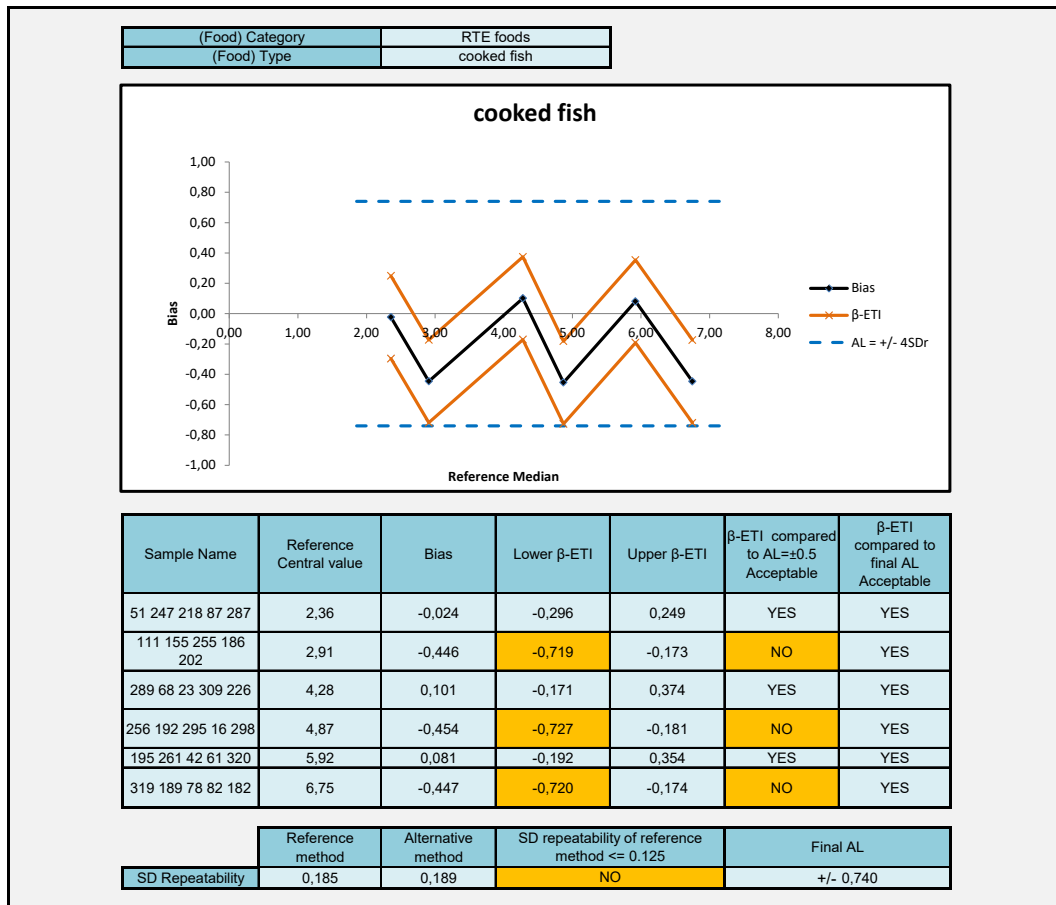 (Food) Category RTE foods
(Food) Type cooked fish
cooked fish
1,00
0,80
0,60
0,40
0,20
0,00
-0,20
-0,40
-0,60
-0,80
-1,00
0,00 1,00 2,00 3,00 4,00 5,00 6,00 7,00 8,00
Bias
Reference Median
Bias
β-ETI
AL = +/- 4SDr
Sample Name Reference Central value Bias Lower β-ETI Upper β-ETI β-ETI compared to AL=±0.5 Acceptable β-ETI compared to final AL Acceptable
51 247 218 87 287 2,36 -0,024 -0,296 0,249 YES YES
111 155 255 186 202 2,91 -0,446 -0,719 -0,173 NO YES
289 68 23 309 226 4,28 0,101 -0,171 0,374 YES YES
256 192 295 16 298 4,87 -0,454 -0,727 -0,181 NO YES
195 261 42 61 320 5,92 0,081 -0,192 0,354 YES YES
319 189 78 82 182 6,75 -0,447 -0,720 -0,174 NO YES
Reference method Alternative method SD repeatability of reference method <= 0.125 Final AL
SD Repeatability 0,185 0,189 NO +/- 0,740